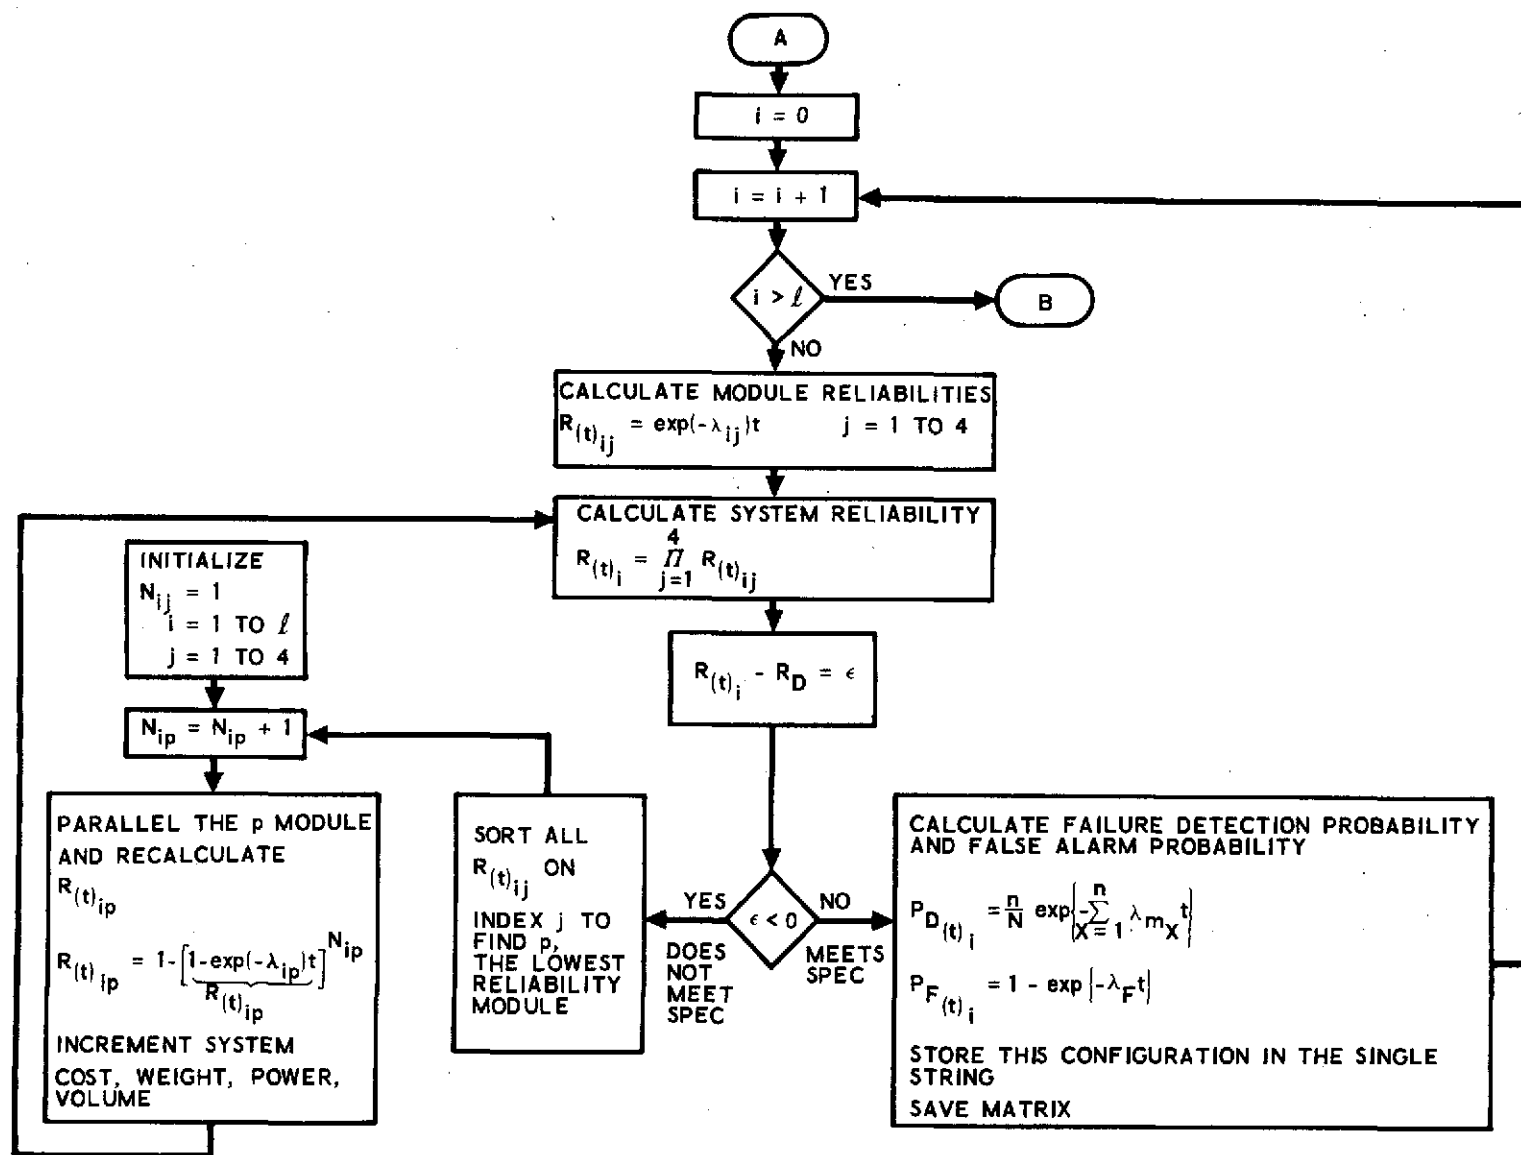 A
i = 0
i = i + 1
i > ℓ
YES
B
NO
CALCULATE MODULE RELIABILITIES
R(t)ij = exp(-λij)t j = 1 TO 4
CALCULATE SYSTEM RELIABILITY
4
R(t)i = Π R(t)ij
j=1
INITIALIZE
Nij = 1
i = 1 TO ℓ
j = 1 TO 4
R(t)i - RD = ϵ
Nip = Nip + 1
PARALLEL THE p MODULE
AND RECALCULATE
R(t)ip
R(t)ip = 1-[1-exp(-λip)t]Nip
R(t)ip
INCREMENT SYSTEM
COST, WEIGHT, POWER,
VOLUME
SORT ALL
R(t)ij ON
INDEX j TO
FIND p,
THE LOWEST
RELIABILITY
MODULE
YES
ϵ < 0
NO
DOES
NOT
MEET
SPEC
MEETS
SPEC
CALCULATE FAILURE DETECTION PROBABILITY
AND FALSE ALARM PROBABILITY
PD(t)i = n/N exp{-Σ λmX t}
n
X = 1
PF(t)i = 1 - exp{-λFt}
STORE THIS CONFIGURATION IN THE SINGLE
STRING
SAVE MATRIX